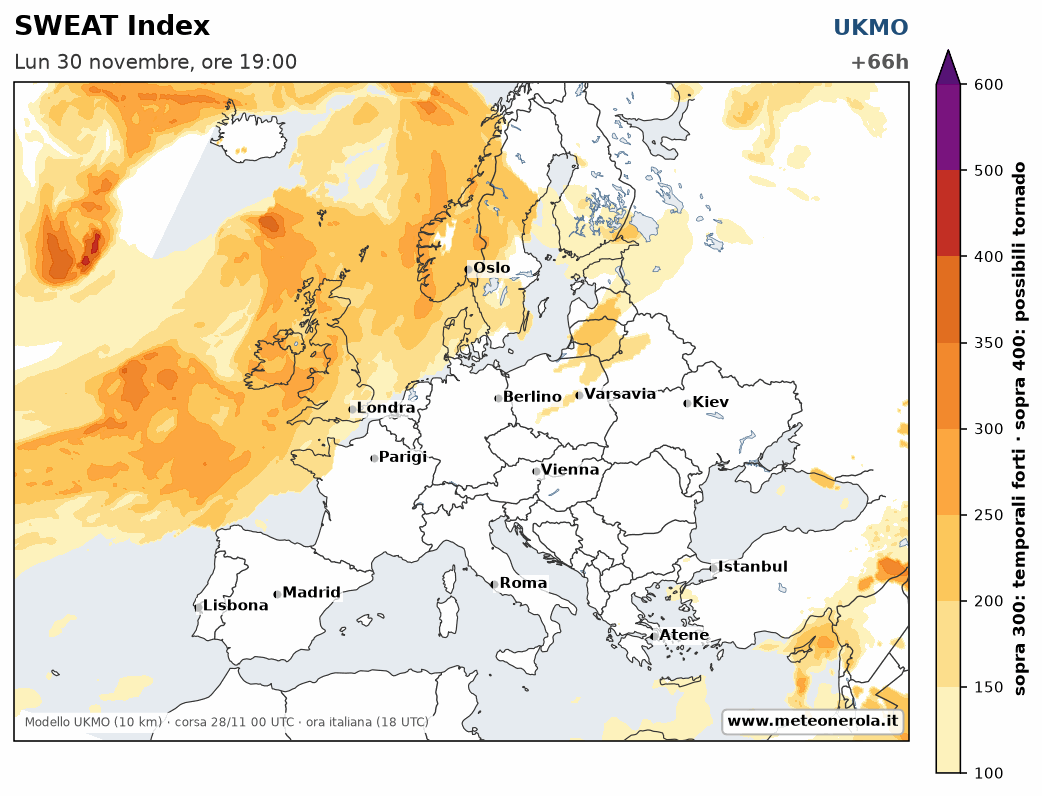 SWEAT Index
UKMO
Lun 30 novembre, ore 19:00
+66h
Oslo
Londra
Berlino
Varsavia
Kiev
Parigi
Vienna
Istanbul
Roma
Madrid
Lisbona
Atene
Modello UKMO (10 km) · corsa 28/11 00 UTC · ora italiana (18 UTC)
www.meteonerola.it
600
500
400
350
300
250
200
150
100
sopra 300: temporali forti · sopra 400: possibili tornado